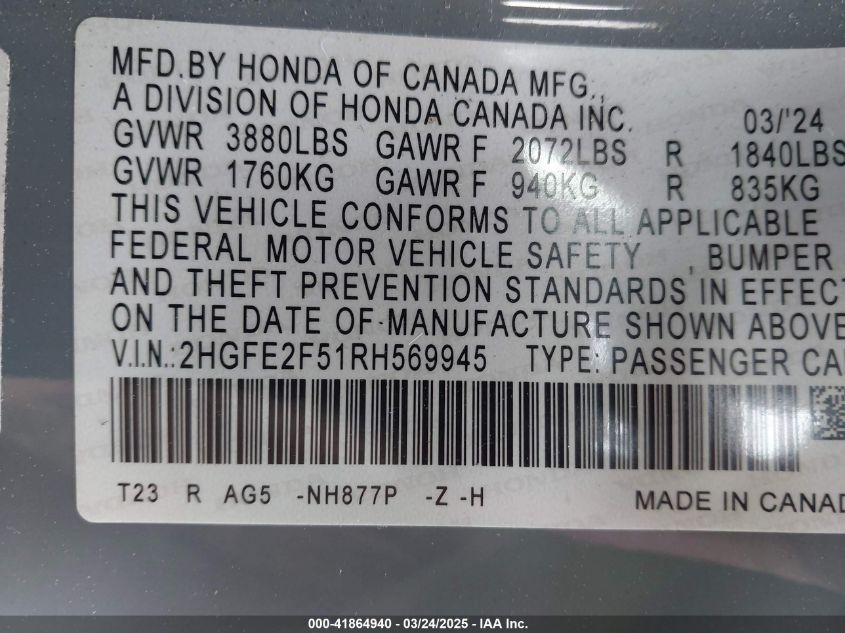 MFD.BY HONDA OF CANADA MFG.,
A DIVISION OF HONDA CANADA INC. 03/'24
GVWR 3880LBS GAWR F 2072LBS R 1840LBS
GVWR 1760KG GAWR F 940KG R 835KG
THIS VEHICLE CONFORMS TO ALL APPLICABLE
FEDERAL MOTOR VEHICLE SAFETY , BUMPER
AND THEFT PREVENTION STANDARDS IN EFFECT
ON THE DATE OF MANUFACTURE SHOWN ABOVE
V.I.N.: 2HGFE2F51RH569945 TYPE: PASSENGER CA
T23 R AG5 -NH877P -Z -H MADE IN CANAD
000-41864940 - 03/24/2025 - IAA Inc.